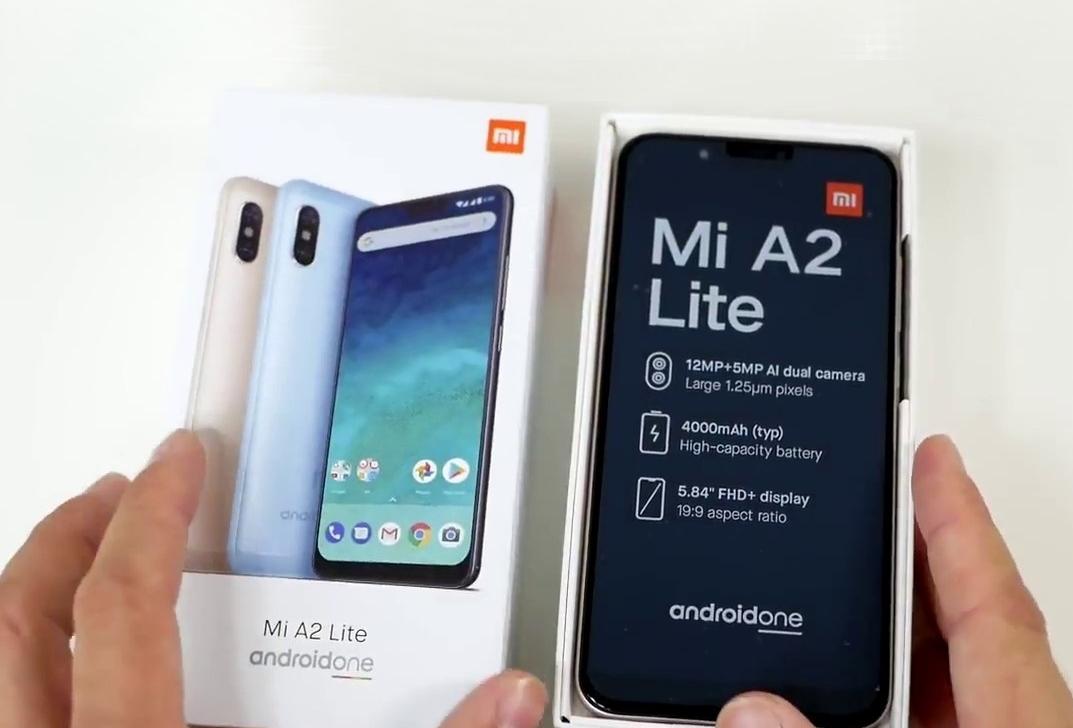 mi
andr
Mi A2 Lite
androidone
mi
Mi A2
Lite
12MP+5MP AI dual camera
Large 1.25μm pixels
4000mAh (typ)
High-capacity battery
5.84" FHD+ display
19:9 aspect ratio
androidone